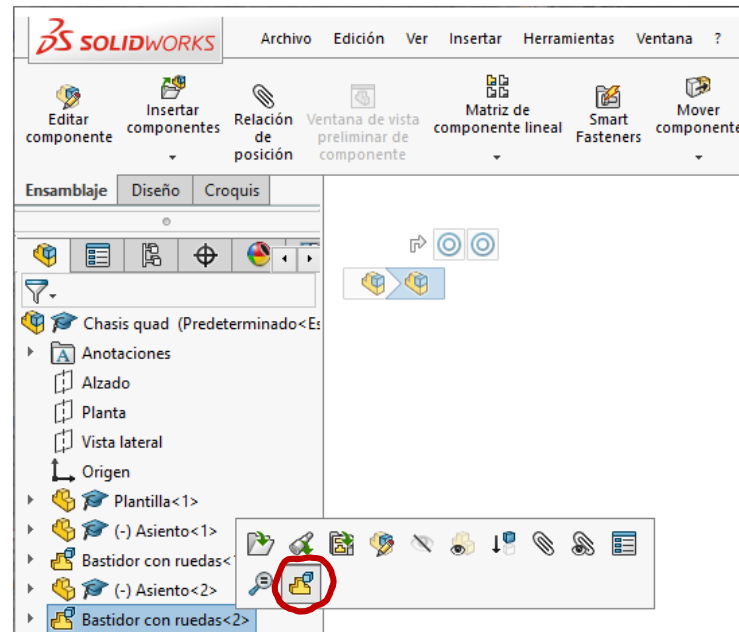 SOLIDWORKS
Archivo Edición Ver Insertar Herramientas Ventana ?
Editar componente
Insertar componentes
Relación de posición
Ventana de vista preliminar de componente
Matriz de componente lineal
Smart Fasteners
Mover componente
Ensamblaje Diseño Croquis
Chasis quad (Predeterminado<Es
Anotaciones
Alzado
Planta
Vista lateral
Origen
Plantilla<1>
(-) Asiento<1>
Bastidor con ruedas<
(-) Asiento<2>
Bastidor con ruedas<2>